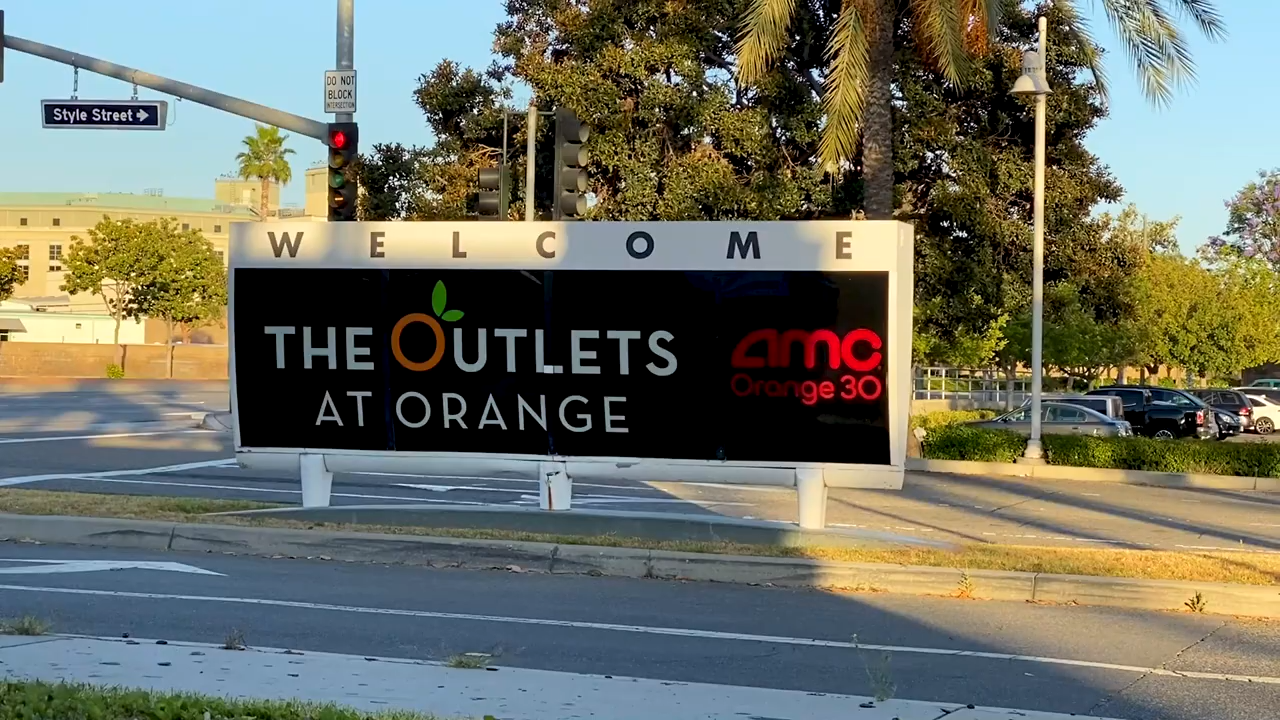 Style Street →
DO NOT
BLOCK
INTERSECTION
WELCOME
THE OUTLETS
AT ORANGE
amc
Orange 30